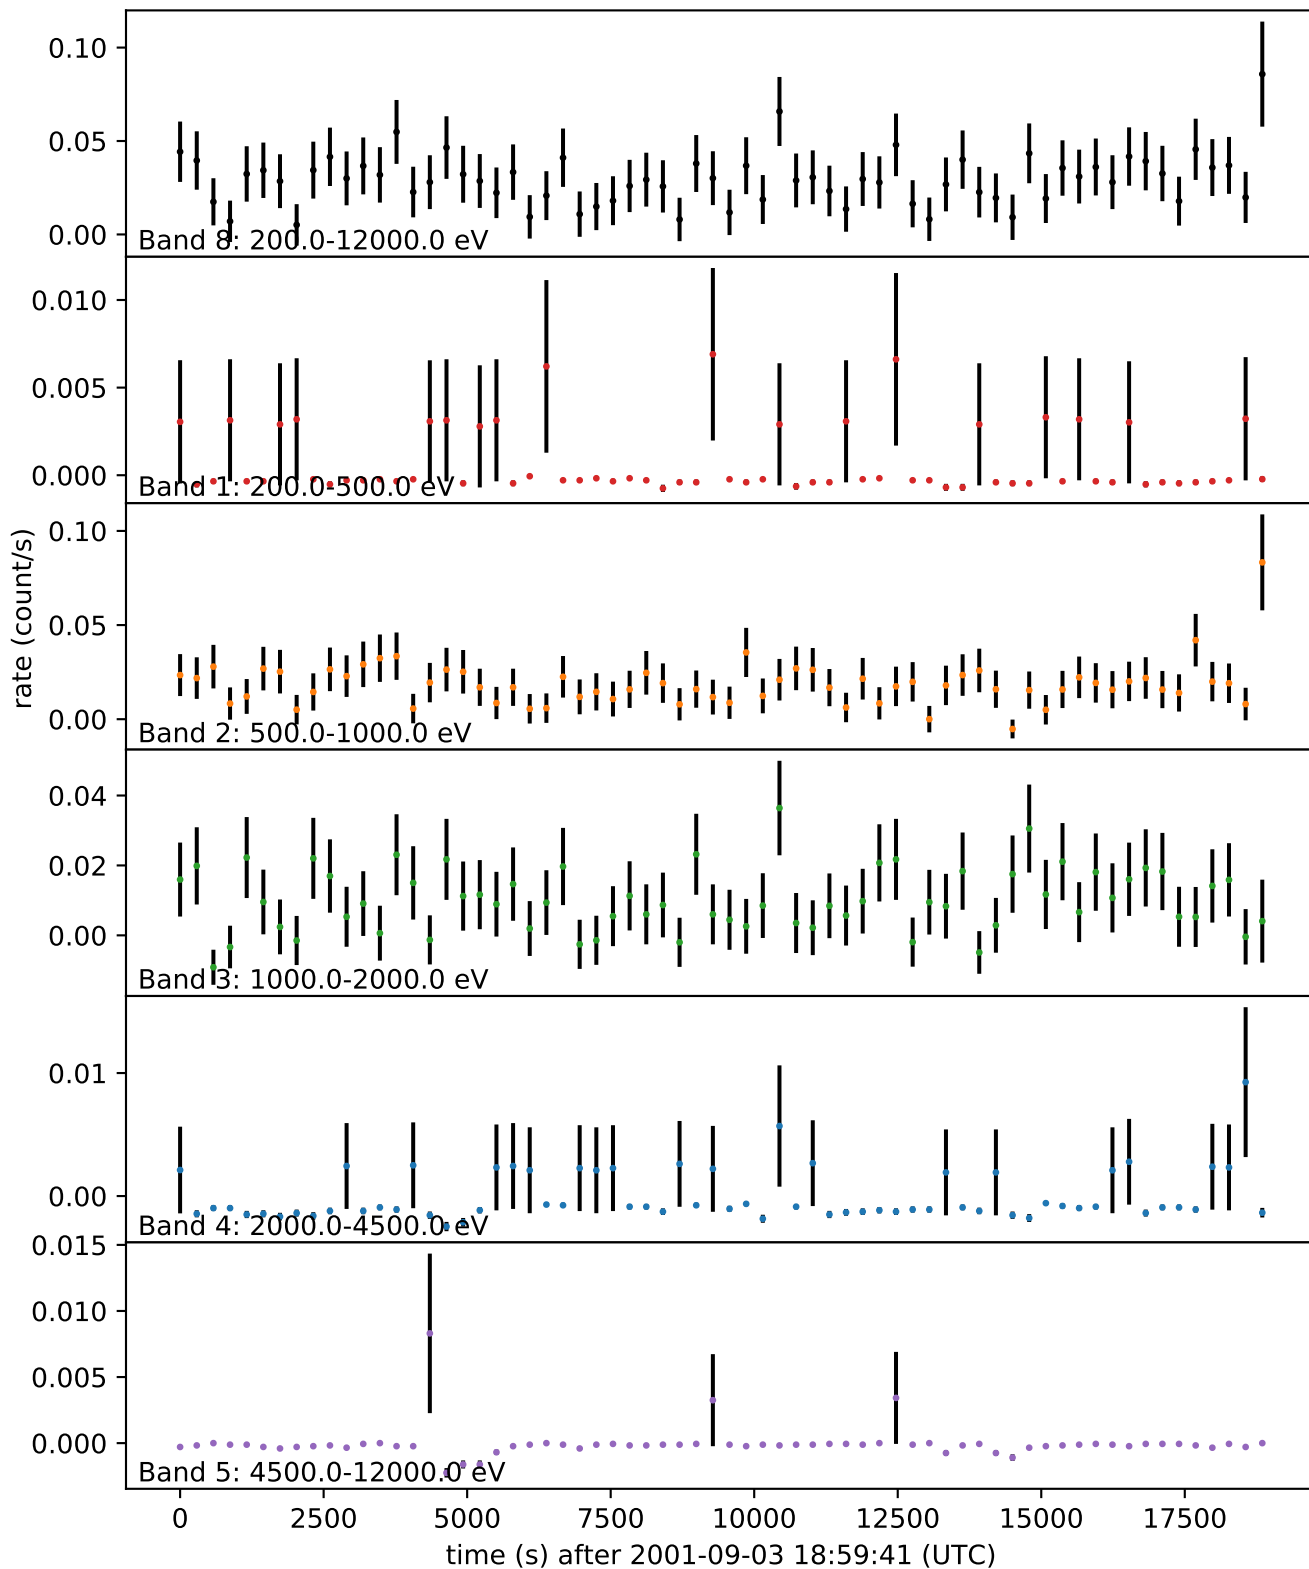 0.10
0.05
0.00
Band 8: 200.0-12000.0 eV
0.010
0.005
0.000
Band 1: 200.0-500.0 eV
rate (count/s)
0.10
0.05
0.00
Band 2: 500.0-1000.0 eV
0.04
0.02
0.00
Band 3: 1000.0-2000.0 eV
0.01
0.00
Band 4: 2000.0-4500.0 eV
0.015
0.010
0.005
0.000
Band 5: 4500.0-12000.0 eV
0 2500 5000 7500 10000 12500 15000 17500
time (s) after 2001-09-03 18:59:41 (UTC)